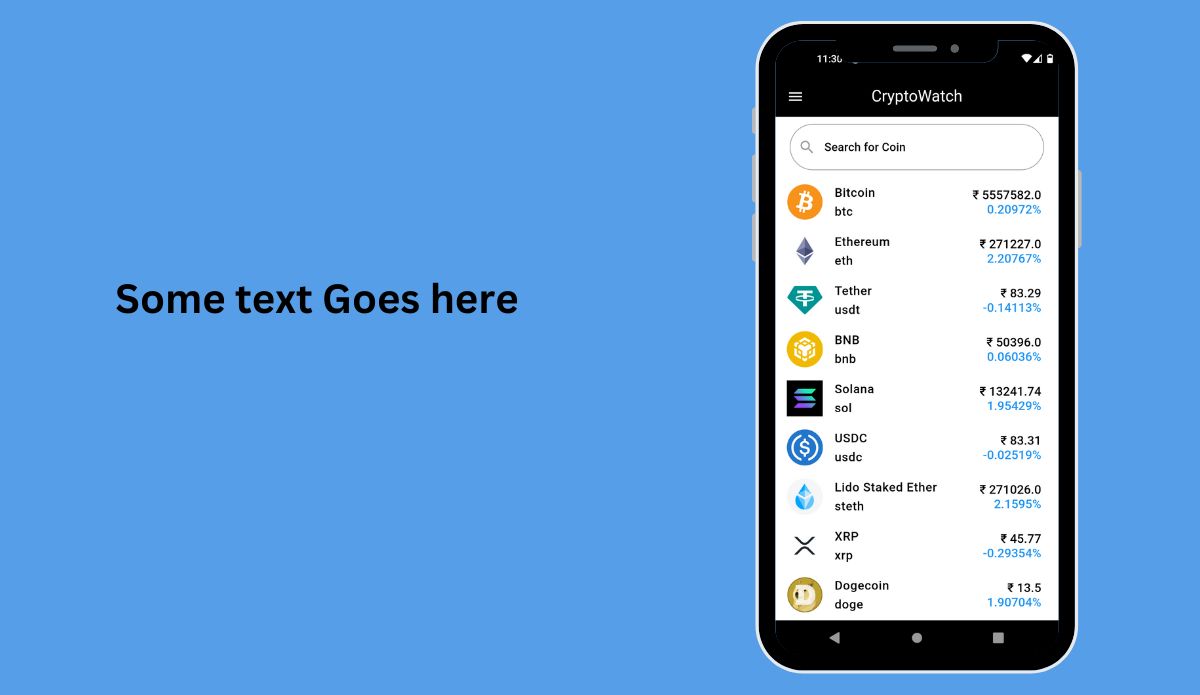 Some text Goes here
CryptoWatch
Search for Coin
Bitcoin
btc
₹ 5557582.0
0.20972%
Ethereum
eth
₹ 271227.0
2.20767%
Tether
usdt
₹ 83.29
-0.14113%
BNB
bnb
₹ 50396.0
0.06036%
Solana
sol
₹ 13241.74
1.95429%
USDC
usdc
₹ 83.31
-0.02519%
Lido Staked Ether
steth
₹ 271026.0
2.1595%
XRP
xrp
₹ 45.77
-0.29354%
Dogecoin
doge
₹ 13.5
1.90704%